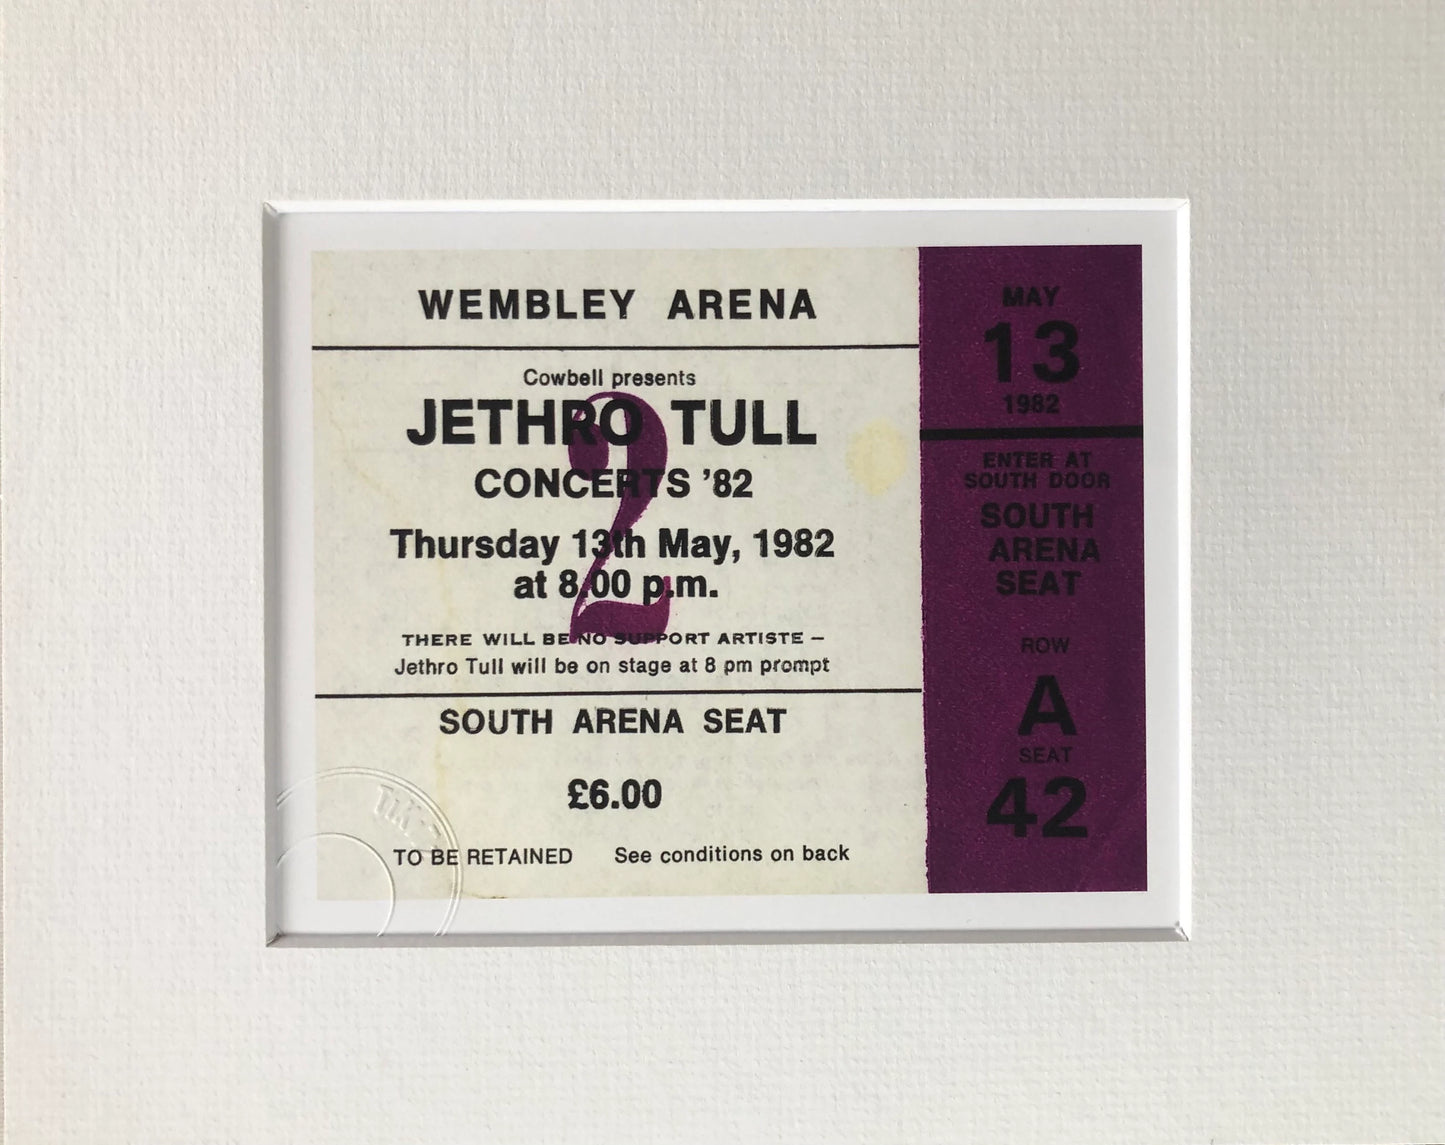 WEMBLEY ARENA
Cowbell presents
JETHRO TULL
CONCERTS '82
Thursday 13th May, 1982
at 8.00 p.m.
2
THERE WILL BE NO SUPPORT ARTISTE –
Jethro Tull will be on stage at 8 pm prompt
SOUTH ARENA SEAT
£6.00
TO BE RETAINED See conditions on back
MAY
13
1982
ENTER AT
SOUTH DOOR
SOUTH
ARENA
SEAT
ROW
A
SEAT
42